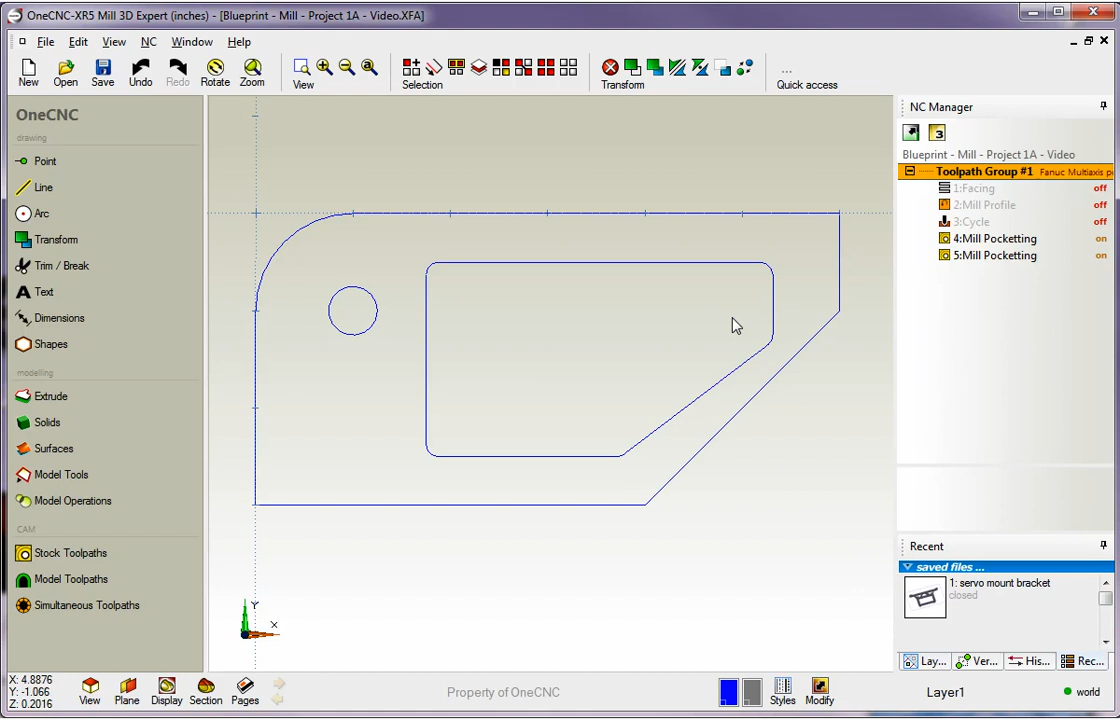 OneCNC-XR5 Mill 3D Expert (inches) - [Blueprint - Mill - Project 1A - Video.XFA]
File Edit View NC Window Help
New Open Save Undo Redo Rotate Zoom View Selection Transform ... Quick access
OneCNC
drawing
Point
Line
Arc
Transform
Trim / Break
Text
Dimensions
Shapes
modelling
Extrude
Solids
Surfaces
Model Tools
Model Operations
CAM
Stock Toolpaths
Model Toolpaths
Simultaneous Toolpaths
Y
X
NC Manager
3
Blueprint - Mill - Project 1A - Video
Toolpath Group #1 Fanuc Multiaxis p
1:Facing off
2:Mill Profile off
3:Cycle off
4:Mill Pocketting on
5:Mill Pocketting on
Recent
saved files ...
1: servo mount bracket
closed
Lay... Ver... His... Rec...
X: 4.8876
Y: -1.066
Z: 0.2016
View Plane Display Section Pages
Property of OneCNC
Styles Modify
Layer1
world